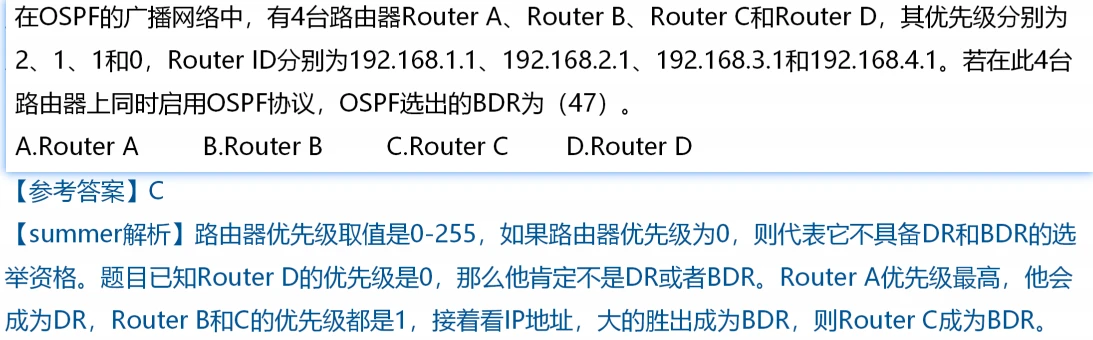 在OSPF的广播网络中，有4台路由器Router A、Router B、Router C和Router D，其优先级分别为
2、1、1和0，Router ID分别为192.168.1.1、192.168.2.1、192.168.3.1和192.168.4.1。若在此4台
路由器上同时启用OSPF协议，OSPF选出的BDR为（47）。
A.Router A B.Router B C.Router C D.Router D
【参考答案】C
【summer解析】路由器优先级取值是0-255，如果路由器优先级为0，则代表它不具备DR和BDR的选
举资格。题目已知Router D的优先级是0，那么他肯定不是DR或者BDR。Router A优先级最高，他会
成为DR，Router B和C的优先级都是1，接着看IP地址，大的胜出成为BDR，则Router C成为BDR。